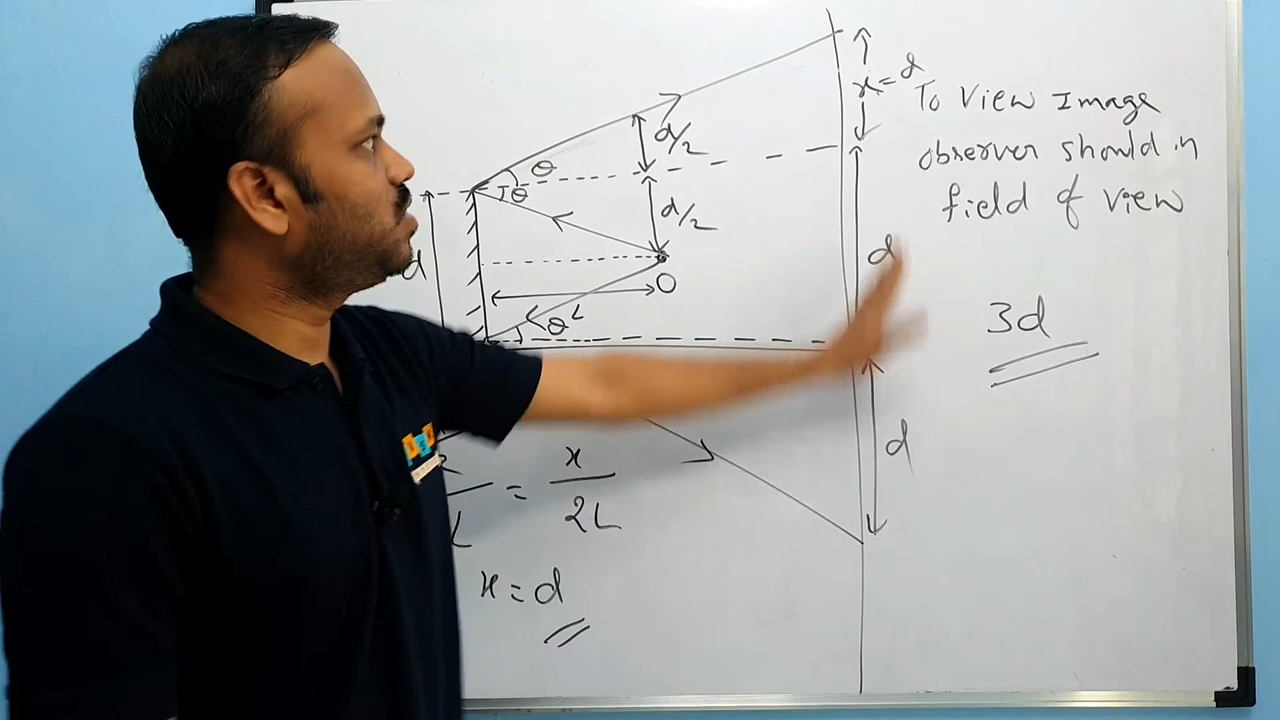 x = d
To View Image
observer should in
field of view
d/2
θ
θ
d/2
d
d
O
L
θ
3d
d
= x/2L
L
x = d